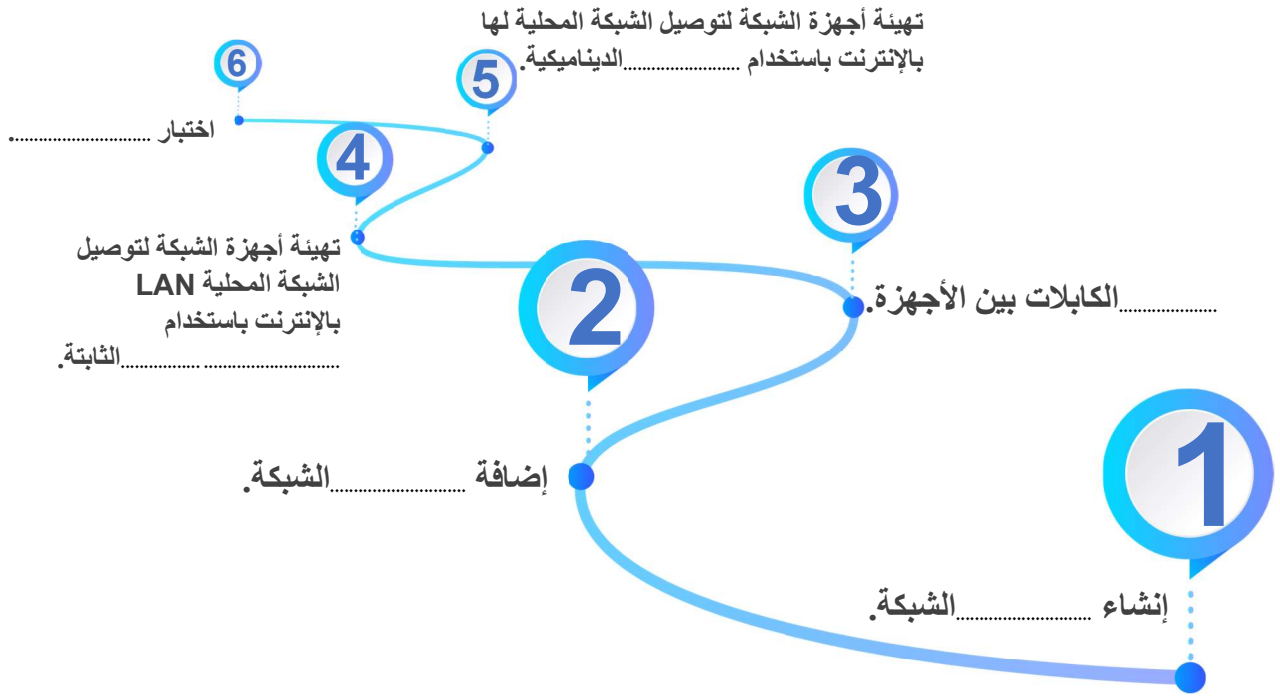 1
إنشاء ......................الشبكة.
2
إضافة ......................الشبكة.
3
..................الكابلات بين الأجهزة.
4
تهيئة أجهزة الشبكة لتوصيل
الشبكة المحلية LAN
بالإنترنت باستخدام
........................... ................الثابتة.
5
تهيئة أجهزة الشبكة لتوصيل الشبكة المحلية لها
بالإنترنت باستخدام ......................الديناميكية.
6
اختبار ...........................